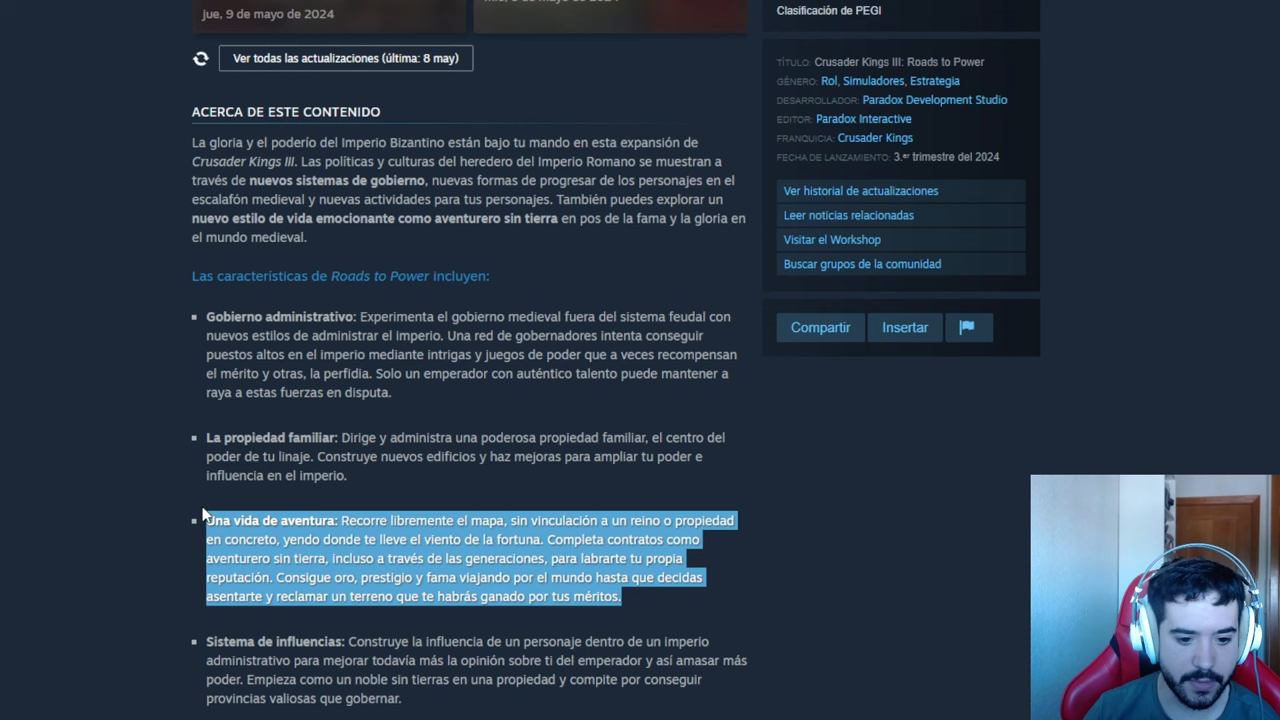 jue, 9 de mayo de 2024
Clasificación de PEGI
Ver todas las actualizaciones (última: 8 may)
ACERCA DE ESTE CONTENIDO
La gloria y el poderío del Imperio Bizantino están bajo tu mando en esta expansión de
Crusader Kings III. Las políticas y culturas del heredero del Imperio Romano se muestran a
través de nuevos sistemas de gobierno, nuevas formas de progresar de los personajes en el
escalafón medieval y nuevas actividades para tus personajes. También puedes explorar un
nuevo estilo de vida emocionante como aventurero sin tierra en pos de la fama y la gloria en
el mundo medieval.
Las características de Roads to Power incluyen:
Gobierno administrativo: Experimenta el gobierno medieval fuera del sistema feudal con
nuevos estilos de administrar el imperio. Una red de gobernadores intenta conseguir
puestos altos en el imperio mediante intrigas y juegos de poder que a veces recompensan
el mérito y otras, la perfidia. Solo un emperador con auténtico talento puede mantener a
raya a estas fuerzas en disputa.
La propiedad familiar: Dirige y administra una poderosa propiedad familiar, el centro del
poder de tu linaje. Construye nuevos edificios y haz mejoras para ampliar tu poder e
influencia en el imperio.
Una vida de aventura: Recorre libremente el mapa, sin vinculación a un reino o propiedad
en concreto, yendo donde te lleve el viento de la fortuna. Completa contratos como
aventurero sin tierra, incluso a través de las generaciones, para labrarte tu propia
reputación. Consigue oro, prestigio y fama viajando por el mundo hasta que decidas
asentarte y reclamar un terreno que te habrás ganado por tus méritos.
Sistema de influencias: Construye la influencia de un personaje dentro de un imperio
administrativo para mejorar todavía más la opinión sobre ti del emperador y así amasar más
poder. Empieza como un noble sin tierras en una propiedad y compite por conseguir
provincias valiosas que gobernar.
TÍTULO: Crusader Kings III: Roads to Power
GÉNERO: Rol, Simuladores, Estrategia
DESARROLLADOR: Paradox Development Studio
EDITOR: Paradox Interactive
FRANQUICIA: Crusader Kings
FECHA DE LANZAMIENTO: 3.er trimestre del 2024
Ver historial de actualizaciones
Leer noticias relacionadas
Visitar el Workshop
Buscar grupos de la comunidad
Compartir
Insertar